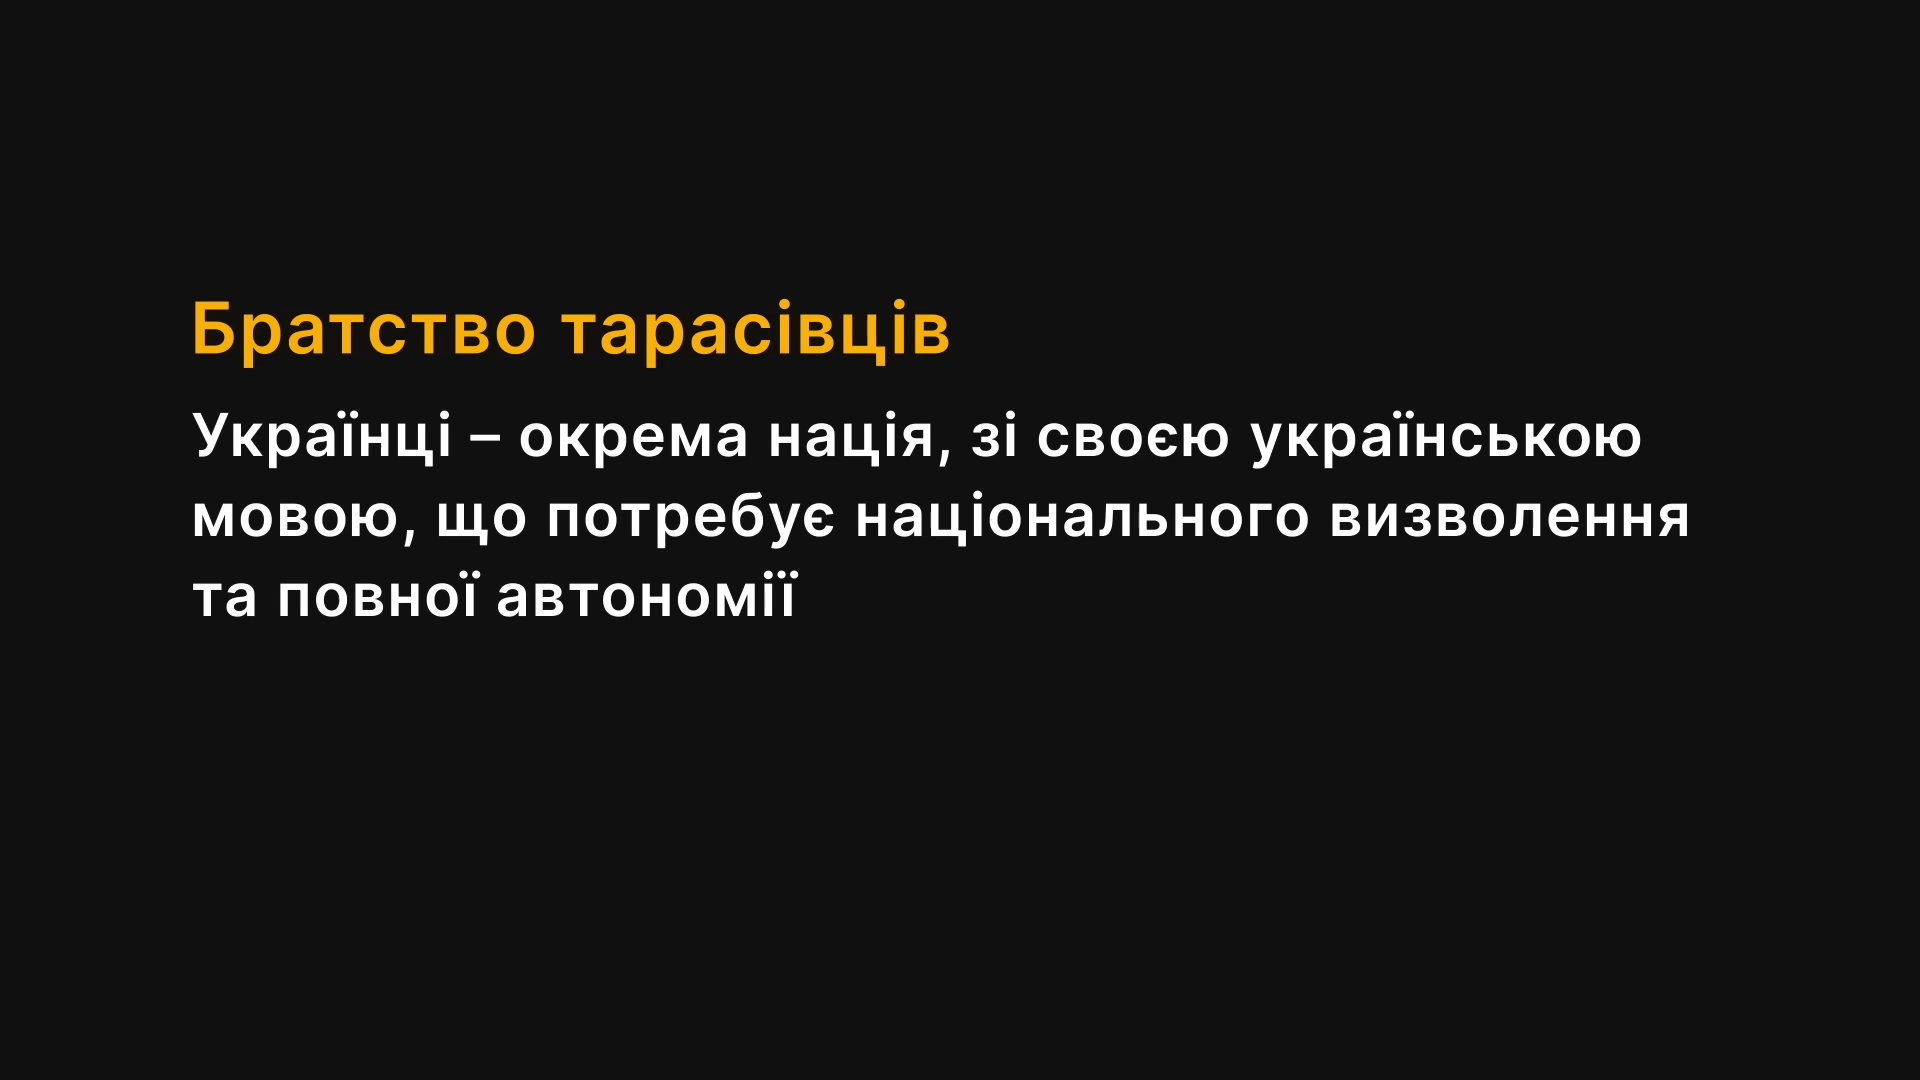 Братство тарасівців
Українці – окрема нація, зі своєю українською
мовою, що потребує національного визволення
та повної автономії